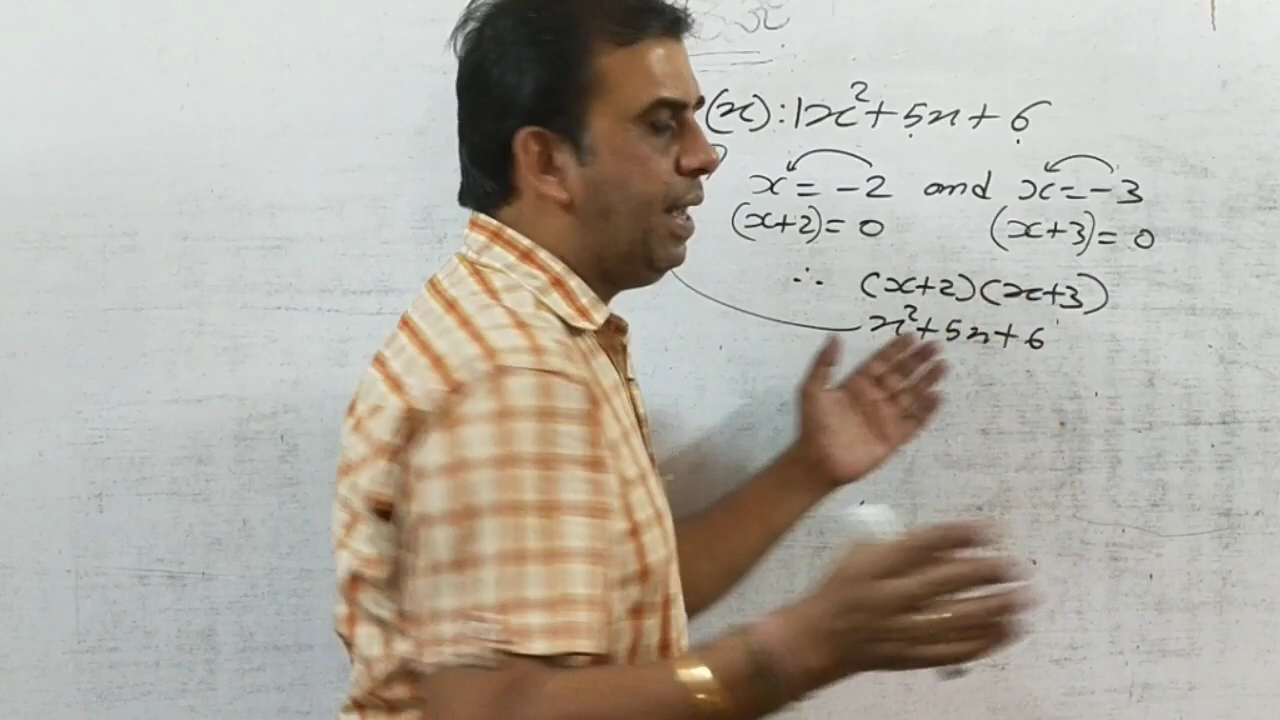 (x) : 1x² + 5x + 6
x = -2 and x = -3
(x+2) = 0 (x+3) = 0
∴ (x+2)(x+3)
x² + 5x + 6